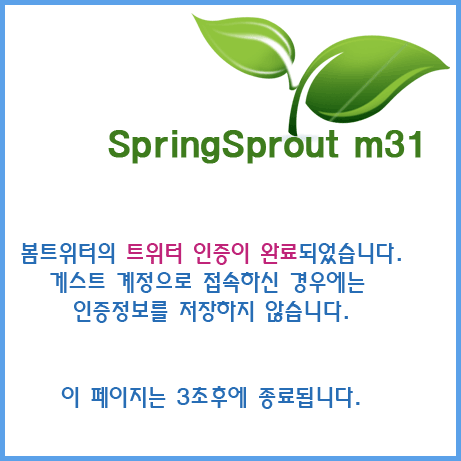 SpringSprout m31
봄트위터의 트위터 인증이 완료되었습니다.
게스트 계정으로 접속하신 경우에는
인증정보를 저장하지 않습니다.
이 페이지는 3초후에 종료됩니다.